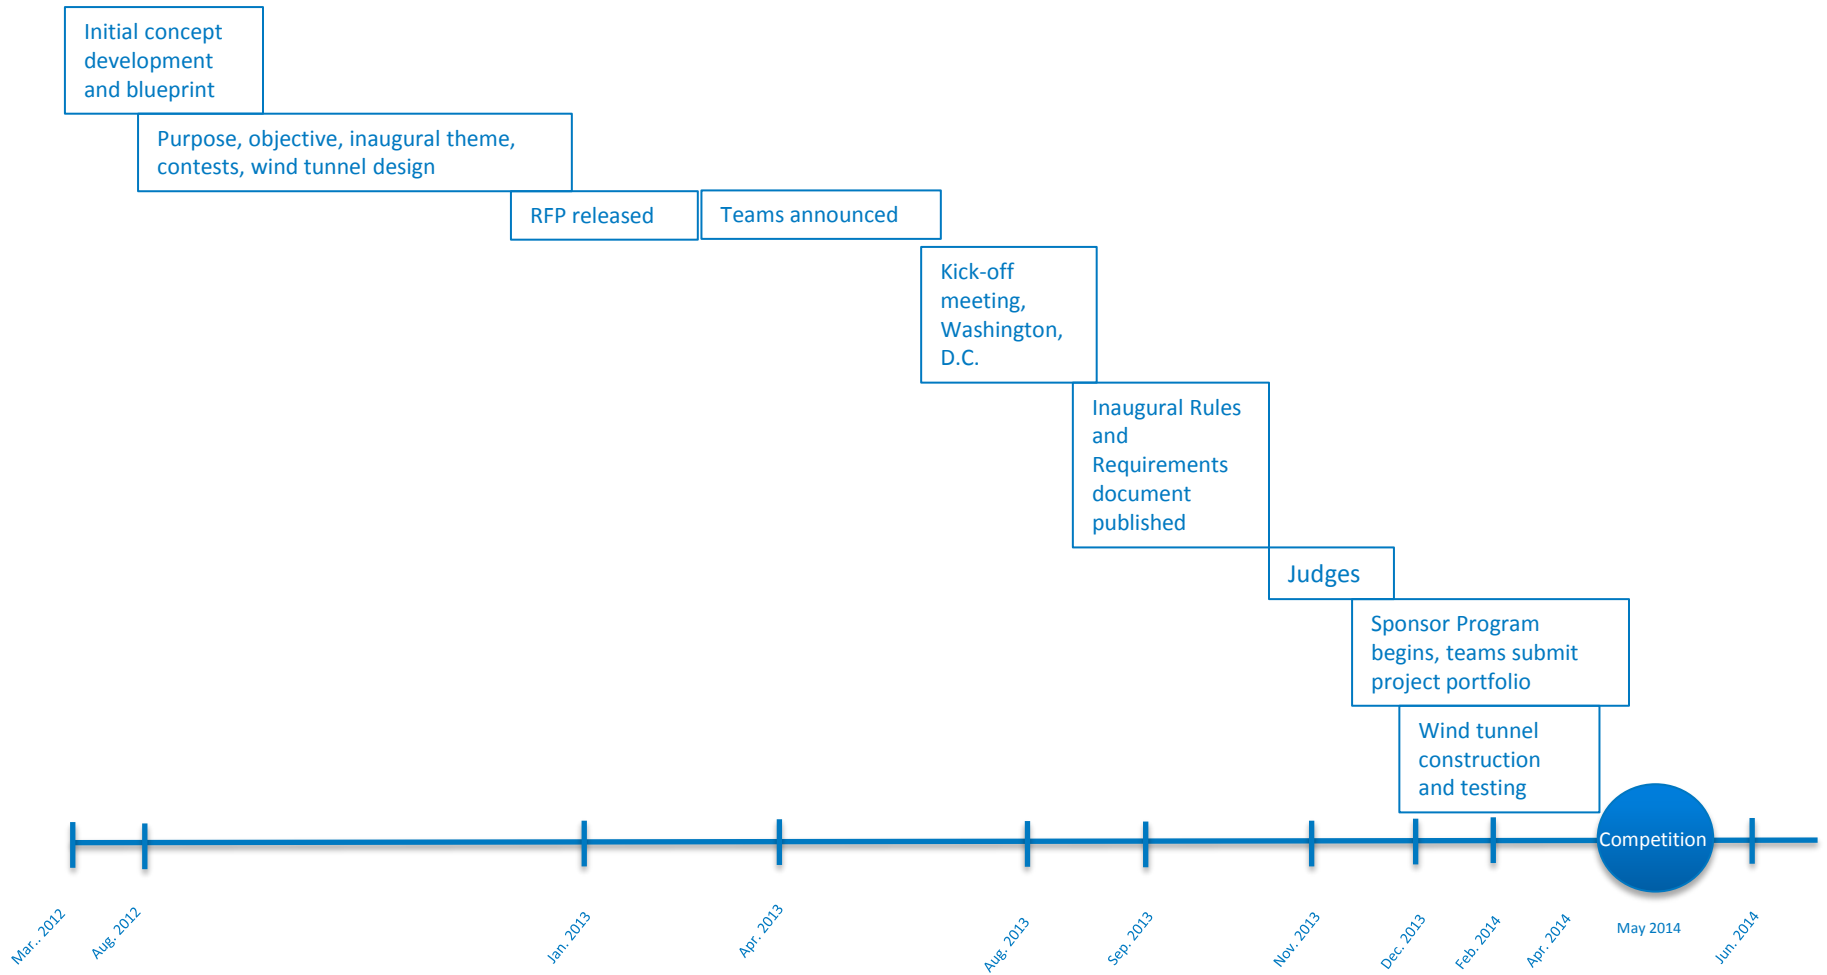 Initial concept
development
and blueprint
Purpose, objective, inaugural theme,
contests, wind tunnel design
RFP released
Teams announced
Kick-off
meeting,
Washington,
D.C.
Inaugural Rules
and
Requirements
document
published
Judges
Sponsor Program
begins, teams submit
project portfolio
Wind tunnel
construction
and testing
Competition
Mar.. 2012
Aug. 2012
Jan. 2013
Apr. 2013
Aug. 2013
Sep. 2013
Nov. 2013
Dec. 2013
Feb. 2014
Apr. 2014
May 2014
Jun. 2014